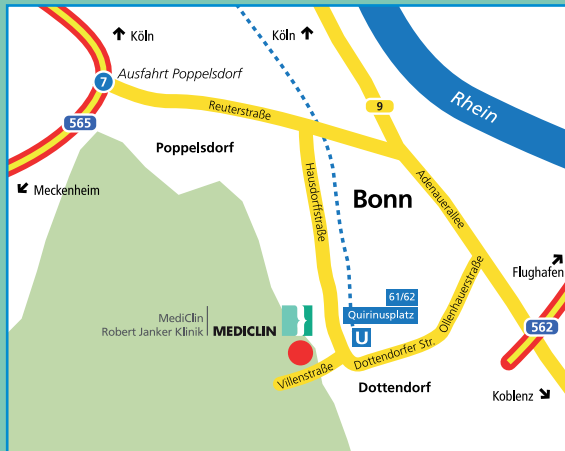 Köln
Köln
7
Ausfahrt Poppelsdorf
Rhein
9
Reuterstraße
565
Poppelsdorf
Meckenheim
Hausdorffstraße
Bonn
Adenauerallee
Flughafen
61/62
Quirinusplatz
U
Ollenhauerstraße
562
MediClin
Robert Janker Klinik
MEDICLIN
Dottendorfer Str.
Villenstraße
Dottendorf
Koblenz